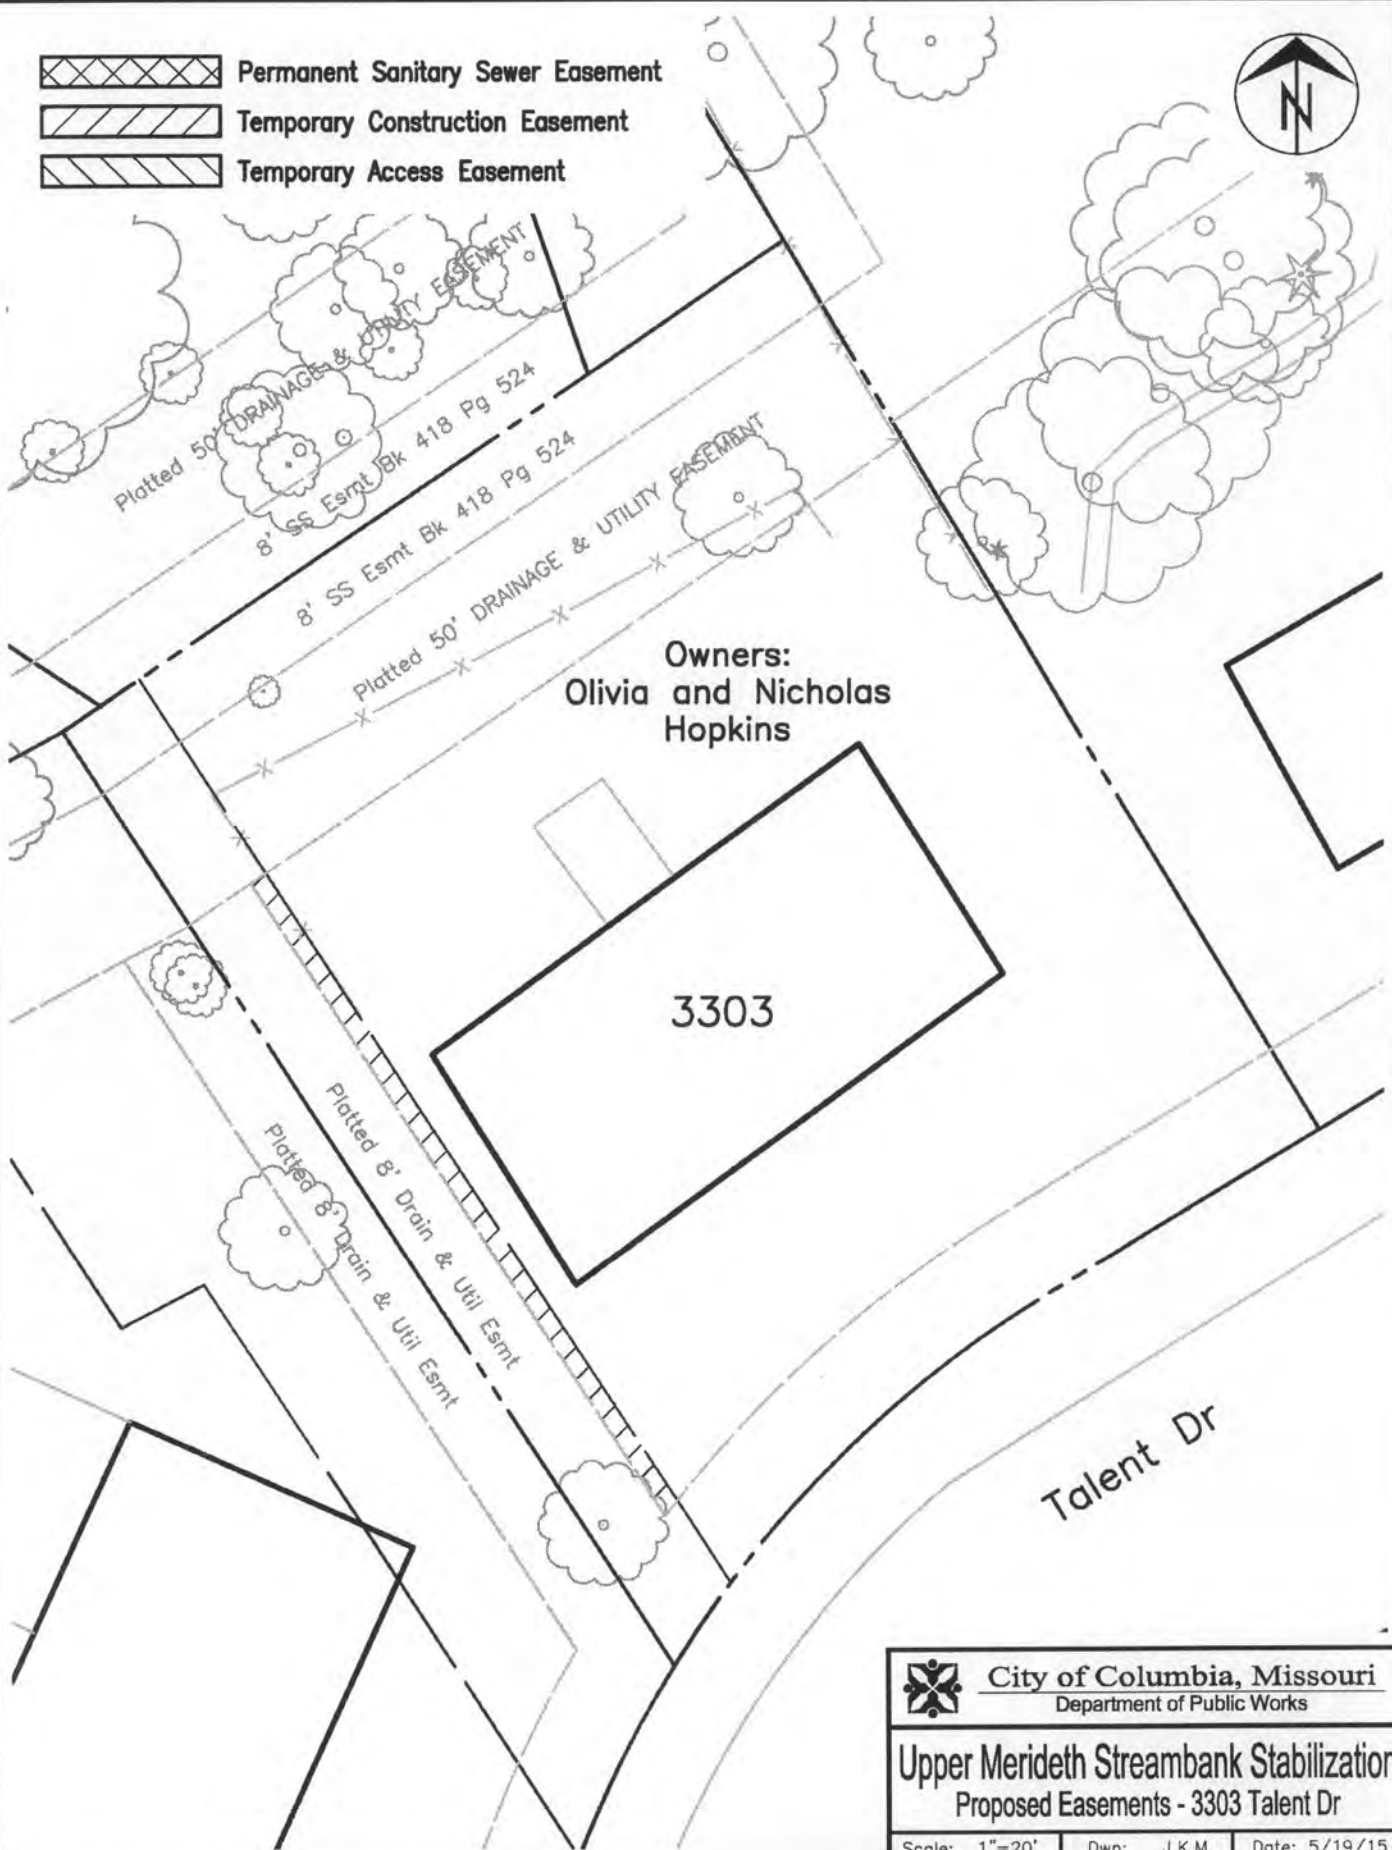 Permanent Sanitary Sewer Easement
Temporary Construction Easement
Temporary Access Easement
N
Platted 50' DRAINAGE & UTILITY EASEMENT
8' SS Esmt Bk 418 Pg 524
8' SS Esmt Bk 418 Pg 524
Platted 50' DRAINAGE & UTILITY EASEMENT
Owners:
Olivia and Nicholas
Hopkins
3303
Platted 8' Drain & Util Esmt
Platted 8' Drain & Util Esmt
Talent Dr
City of Columbia, Missouri
Department of Public Works
Upper Merideth Streambank Stabilization
Proposed Easements - 3303 Talent Dr
Scale: 1"=20' Dwn: J.K.M. Date: 5/19/15